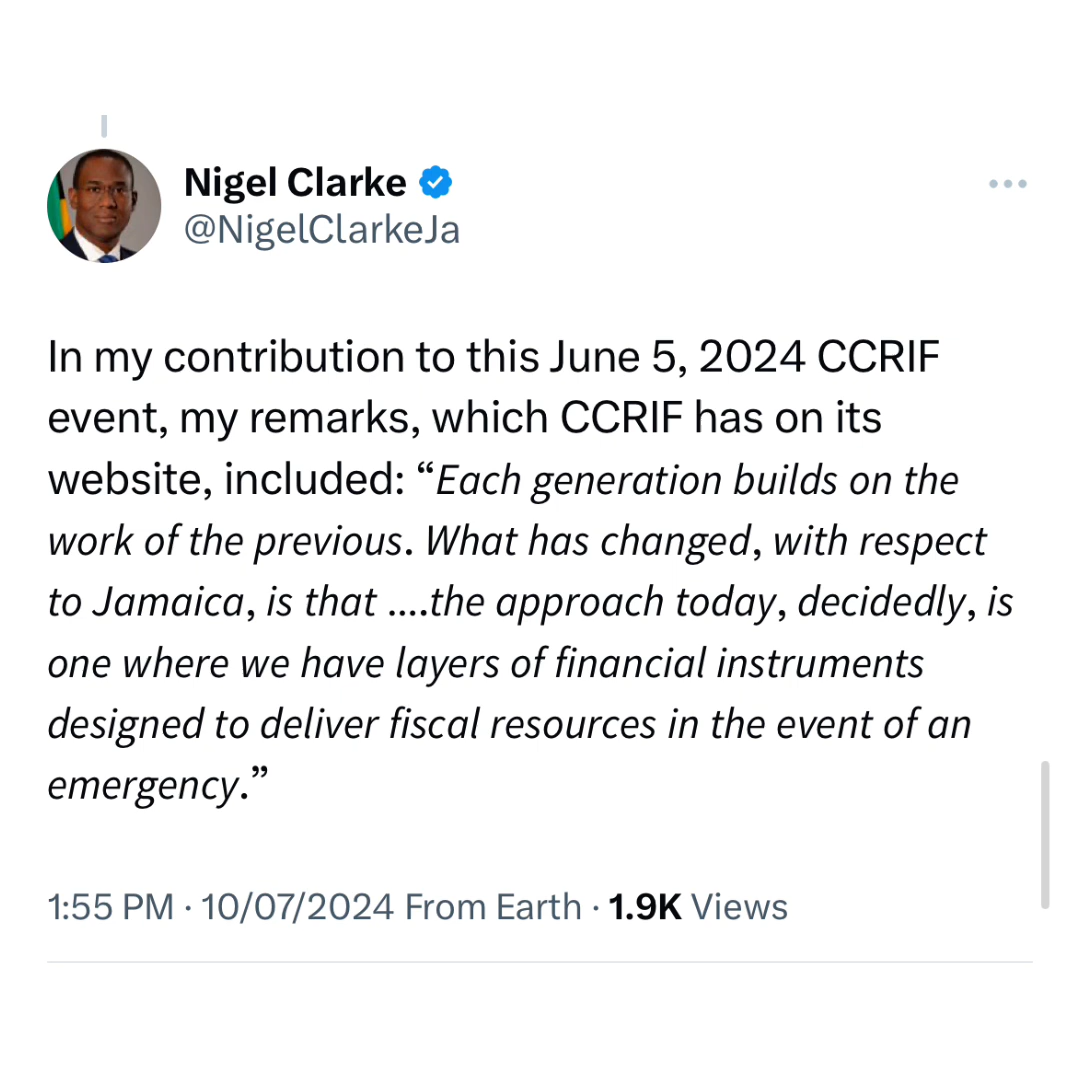 Nigel Clarke
@NigelClarkeJa
In my contribution to this June 5, 2024 CCRIF
event, my remarks, which CCRIF has on its
website, included: “Each generation builds on the
work of the previous. What has changed, with respect
to Jamaica, is that ....the approach today, decidedly, is
one where we have layers of financial instruments
designed to deliver fiscal resources in the event of an
emergency.”
1:55 PM · 10/07/2024 From Earth · 1.9K Views